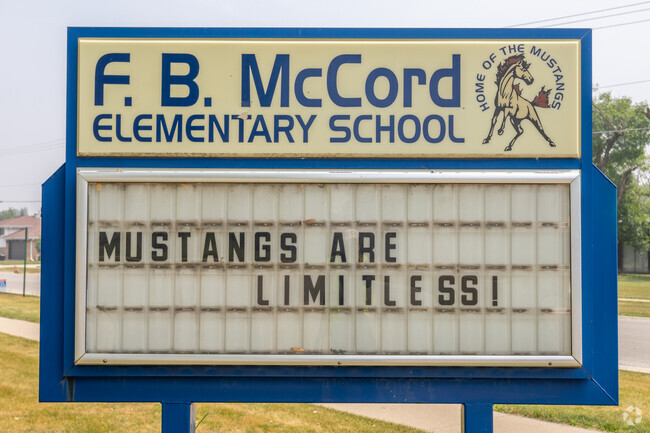 F. B. McCord
ELEMENTARY SCHOOL
HOME OF THE MUSTANGS
MUSTANGS ARE
LIMITLESS!